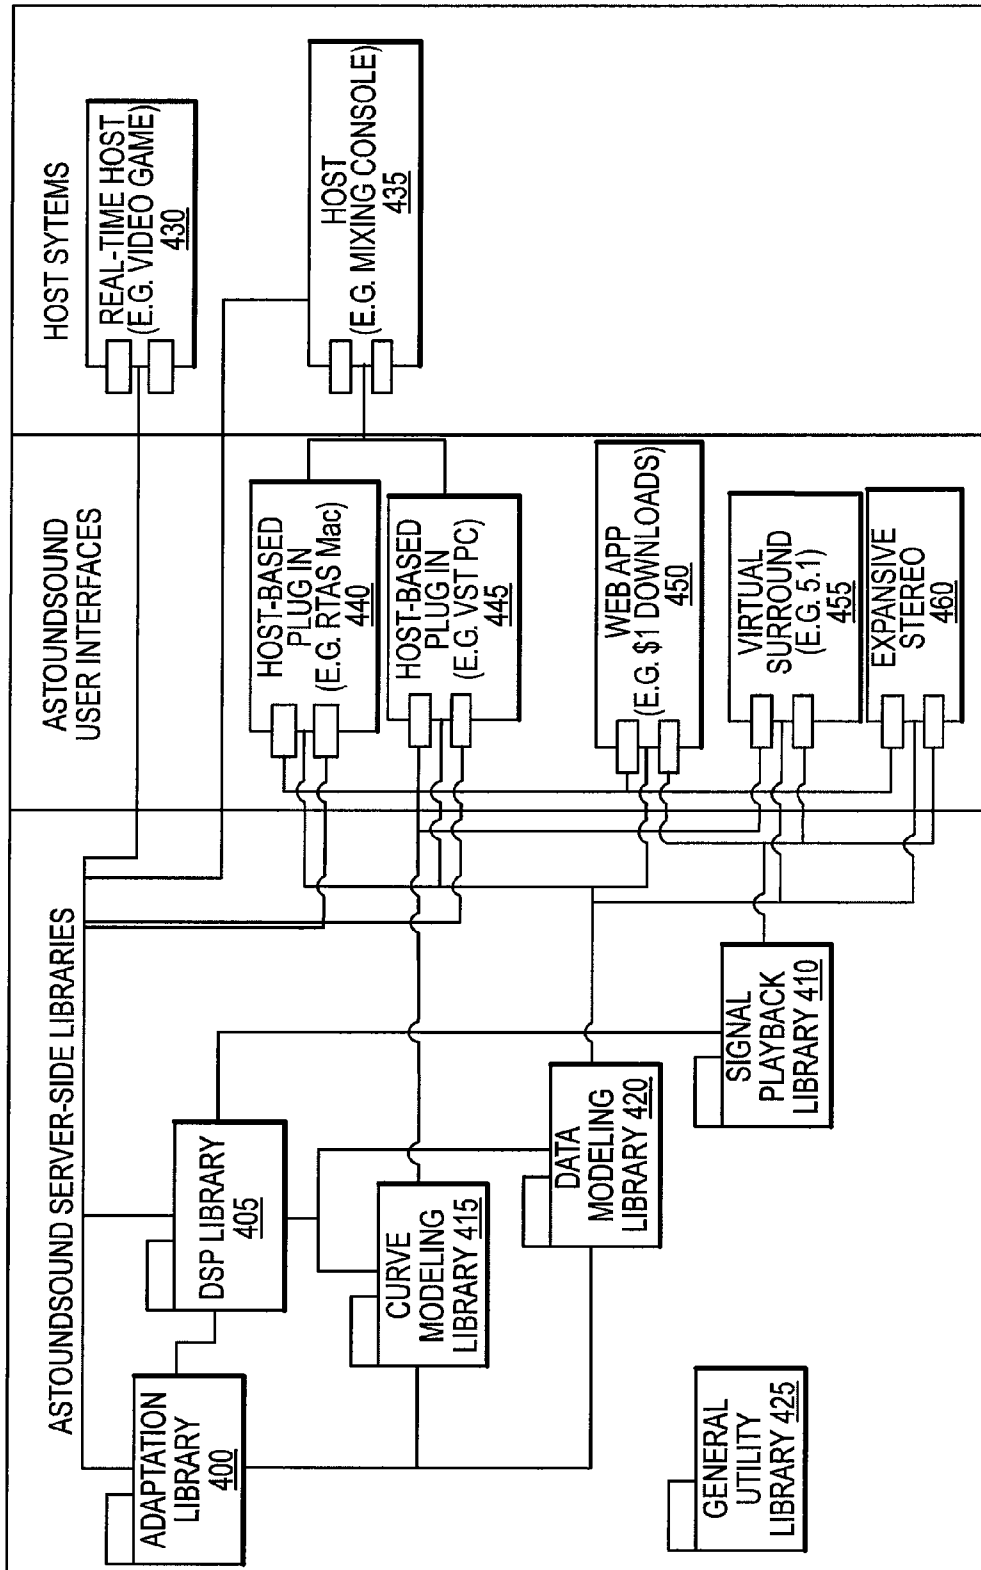 ASTOUNDSOUND SERVER-SIDE LIBRARIES
ADAPTATION
LIBRARY
400
DSP LIBRARY
405
CURVE
MODELING
LIBRARY 415
DATA
MODELING
LIBRARY 420
GENERAL
UTILITY
LIBRARY 425
SIGNAL
PLAYBACK
LIBRARY 410
ASTOUNDSOUND
USER INTERFACES
HOST-BASED
PLUG IN
(E.G. RTAS Mac)
440
HOST-BASED
PLUG IN
(E.G. VST PC)
445
WEB APP
(E.G. $1 DOWNLOADS)
450
VIRTUAL
SURROUND
(E.G. 5.1)
455
EXPANSIVE
STEREO
460
HOST SYTEMS
REAL-TIME HOST
(E.G. VIDEO GAME)
430
HOST
(E.G. MIXING CONSOLE)
435